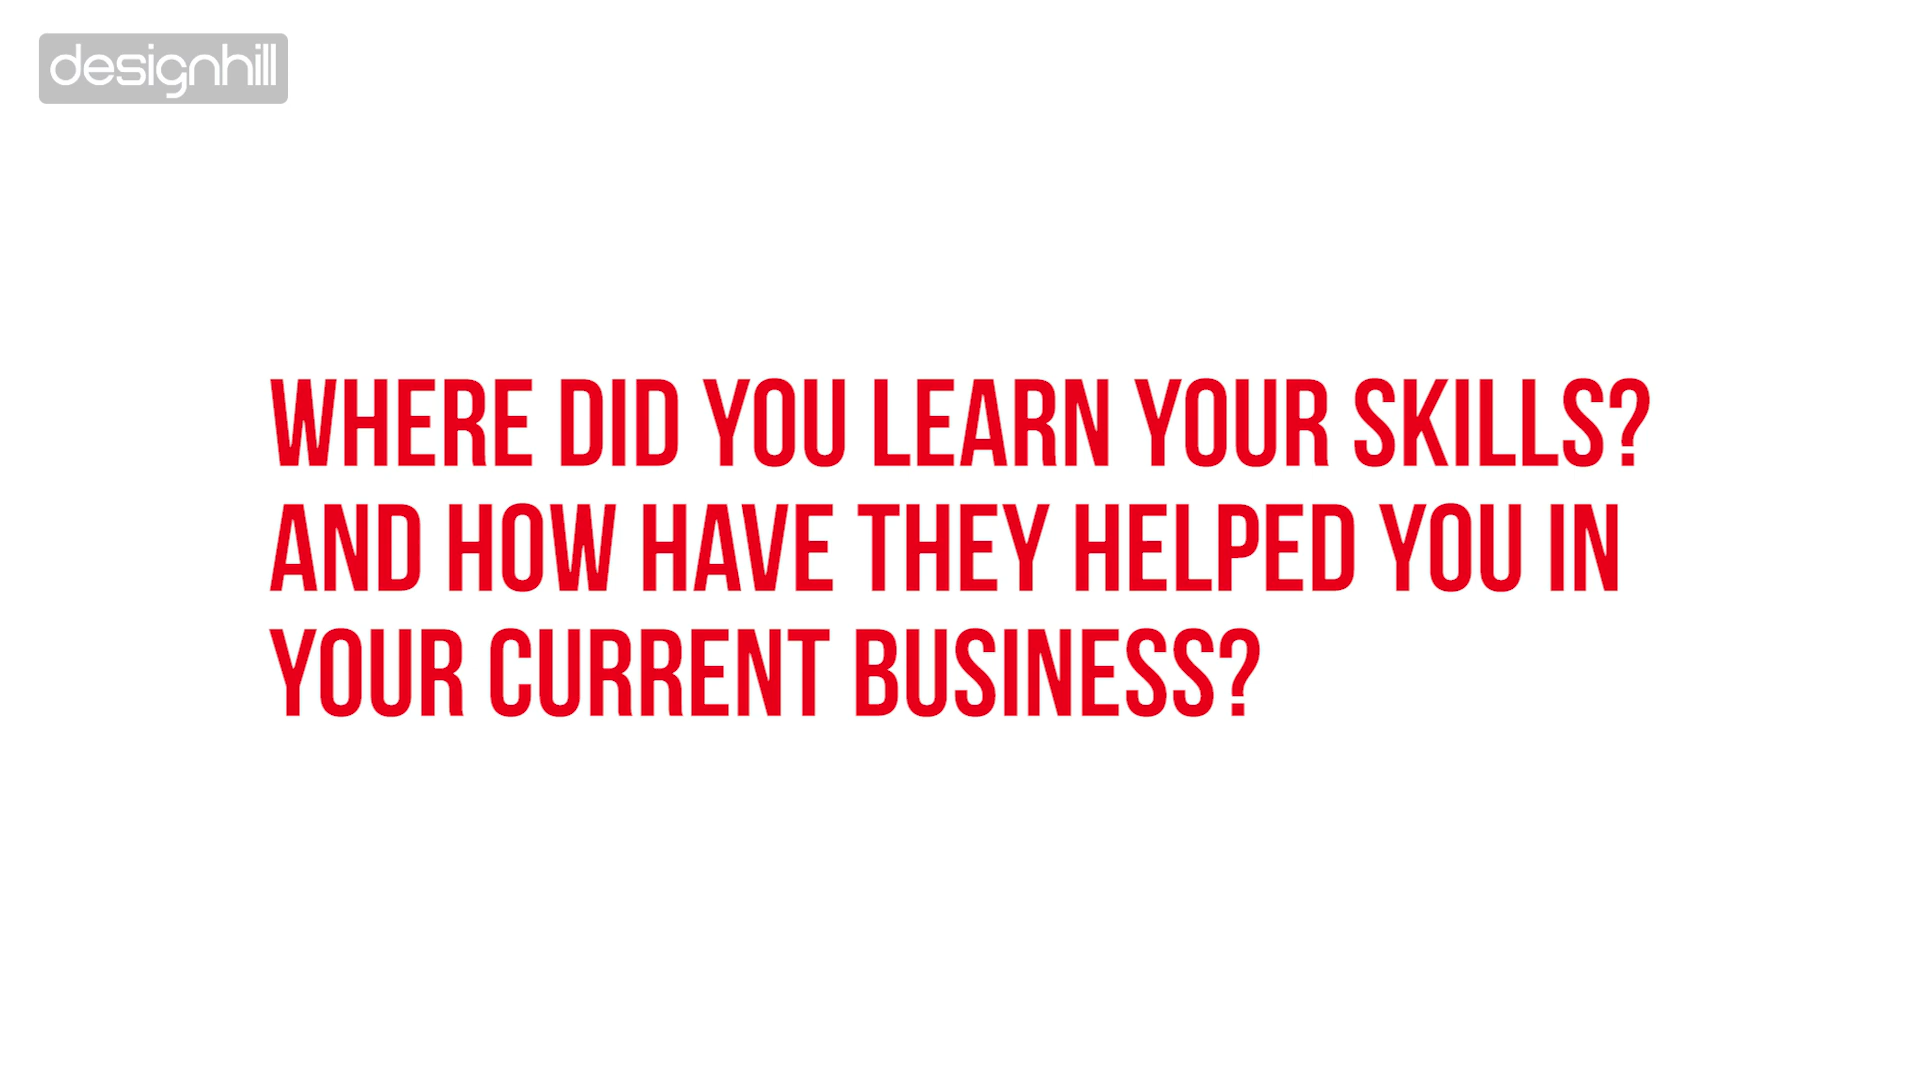 designhill
WHERE DID YOU LEARN YOUR SKILLS?
AND HOW HAVE THEY HELPED YOU IN
YOUR CURRENT BUSINESS?